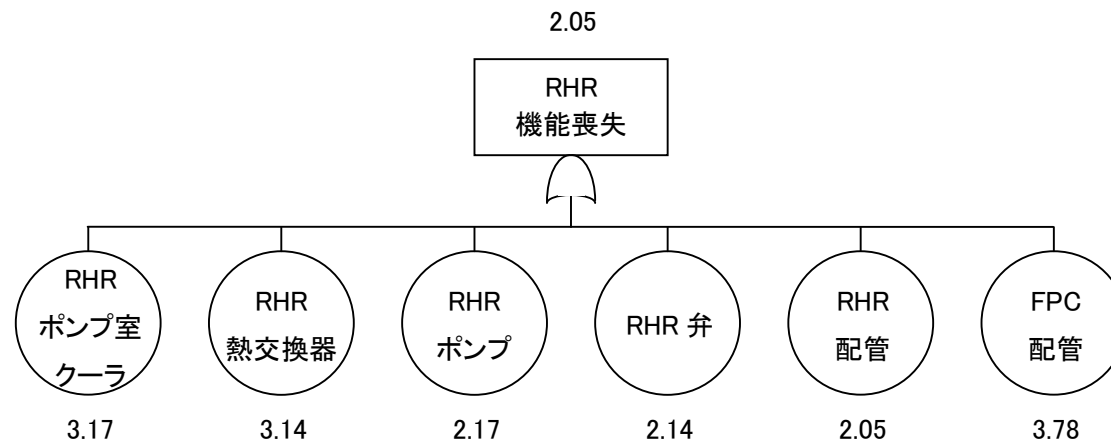 2.05
RHR
機能喪失
RHR
ポンプ室
クーラ
RHR
熱交換器
RHR
ポンプ
RHR 弁
RHR
配管
FPC
配管
3.17
3.14
2.17
2.14
2.05
3.78